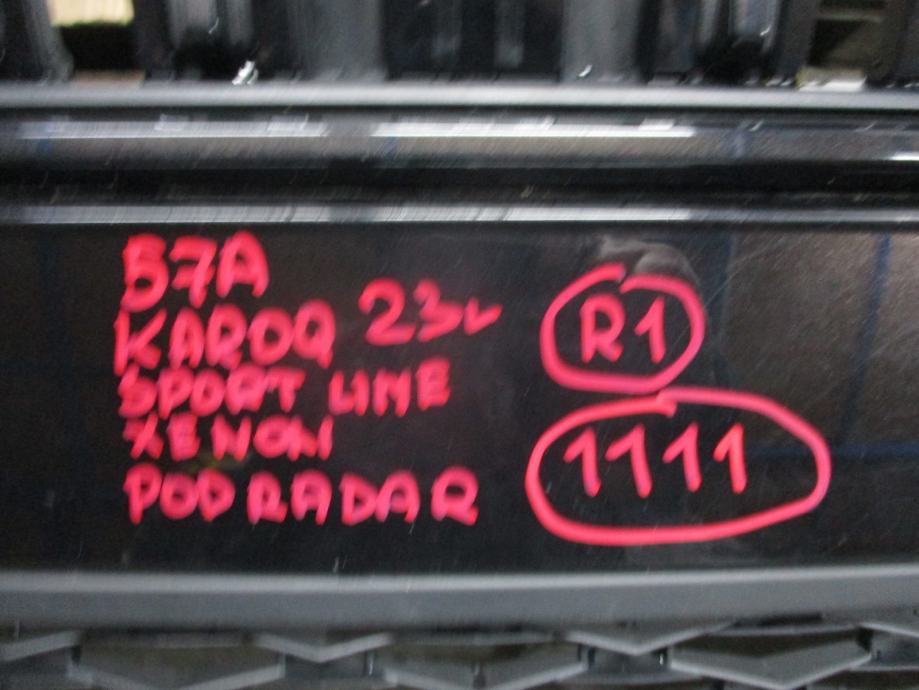 57A
KAROQ 23r
SPORT LINE
XENON
POD RADAR
R1
1111